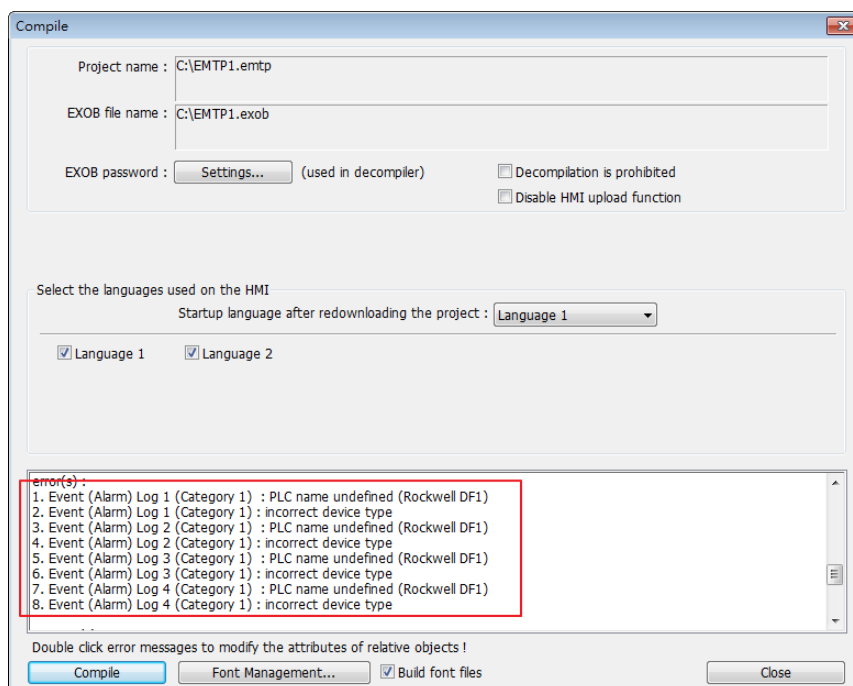 Compile
Project name : C:\EMTP1.emtp
EXOB file name : C:\EMTP1.exob
EXOB password : Settings... (used in decompiler) Decompilation is prohibited
Disable HMI upload function
Select the languages used on the HMI
Startup language after redownloading the project : Language 1
Language 1 Language 2
error(s) :
1. Event (Alarm) Log 1 (Category 1)  : PLC name undefined (Rockwell DF1)
2. Event (Alarm) Log 1 (Category 1) : incorrect device type
3. Event (Alarm) Log 2 (Category 1)  : PLC name undefined (Rockwell DF1)
4. Event (Alarm) Log 2 (Category 1) : incorrect device type
5. Event (Alarm) Log 3 (Category 1)  : PLC name undefined (Rockwell DF1)
6. Event (Alarm) Log 3 (Category 1) : incorrect device type
7. Event (Alarm) Log 4 (Category 1)  : PLC name undefined (Rockwell DF1)
8. Event (Alarm) Log 4 (Category 1) : incorrect device type
Double click error messages to modify the attributes of relative objects !
Compile Font Management... Build font files Close